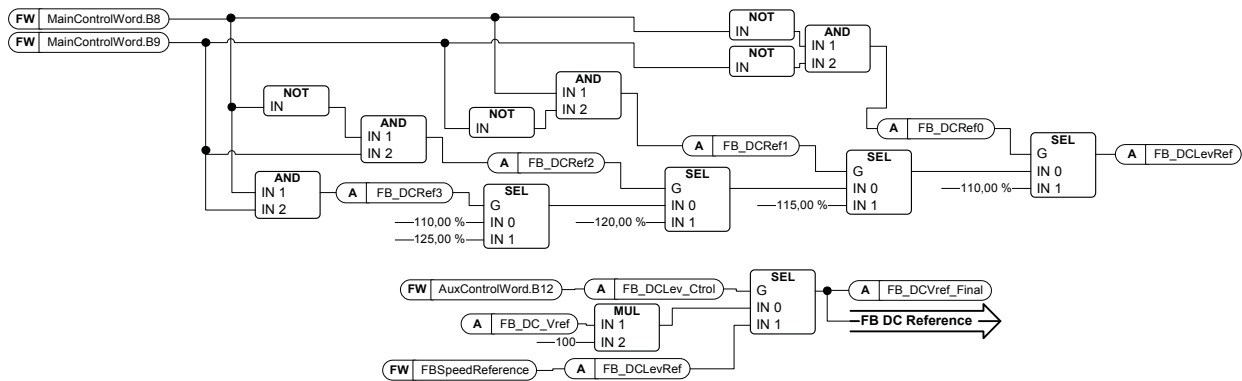 FW MainControlWord.B8
FW MainControlWord.B9
NOT
IN
NOT
IN
AND
IN 1
IN 2
NOT
IN
AND
IN 1
IN 2
NOT
IN
AND
IN 1
IN 2
A FB_DCRef0
A FB_DCRef1
A FB_DCRef2
AND
IN 1
IN 2
A FB_DCRef3
SEL
G
110,00 % IN 0
125,00 % IN 1
SEL
G
IN 0
120,00 % IN 1
SEL
G
IN 0
115,00 % IN 1
SEL
G
IN 0
110,00 % IN 1
A FB_DCLevRef
FW AuxControlWord.B12
A FB_DCLev_Ctrol
SEL
G
IN 0
IN 1
A FB_DCVref_Final
FB DC Reference
A FB_DC_Vref
MUL
IN 1
100 IN 2
FW FBSpeedReference
A FB_DCLevRef